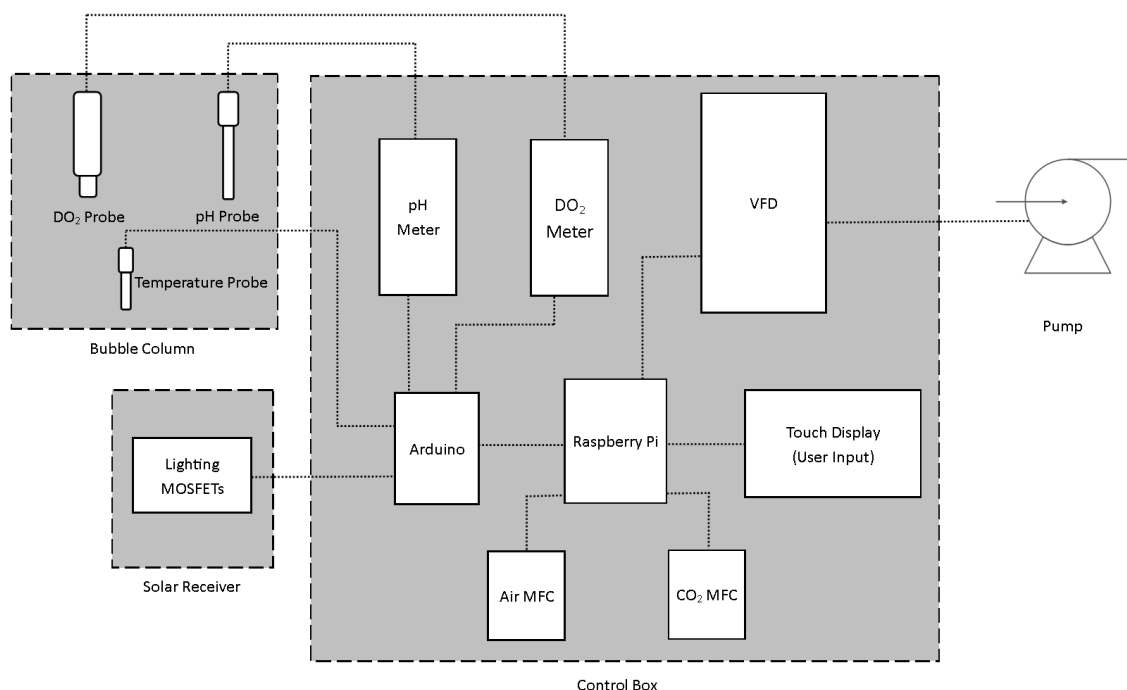 DO₂ Probe
pH Probe
Temperature Probe
Bubble Column
pH
Meter
DO₂
Meter
VFD
Pump
Lighting
MOSFETs
Solar Receiver
Arduino
Raspberry Pi
Touch Display
(User Input)
Air MFC
CO₂ MFC
Control Box